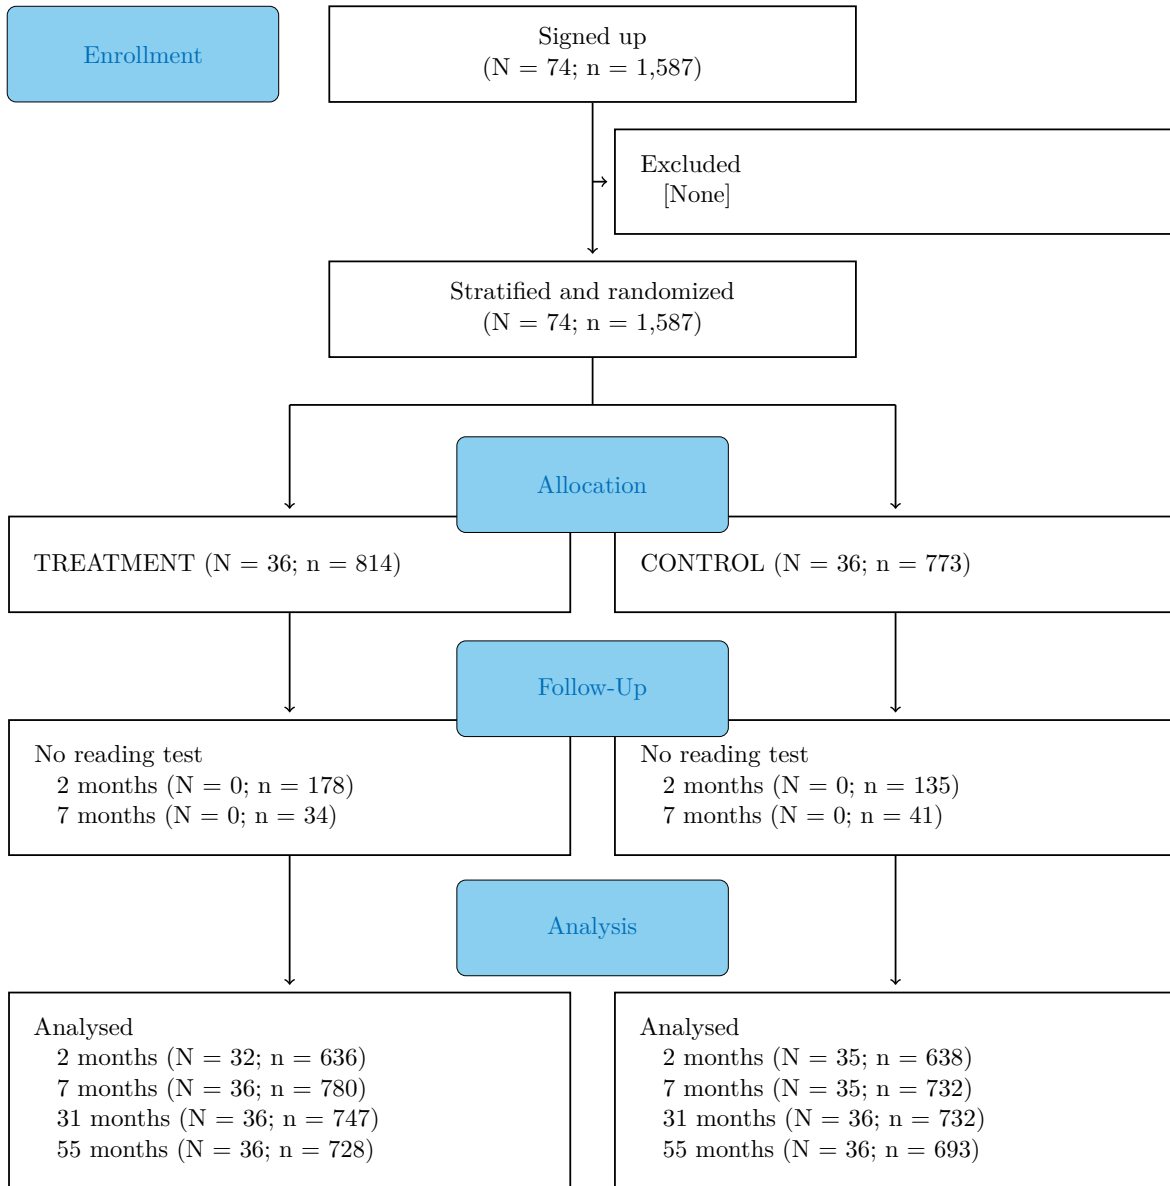 Enrollment
Signed up
(N = 74; n = 1,587)
Excluded
[None]
Stratified and randomized
(N = 74; n = 1,587)
Allocation
TREATMENT (N = 36; n = 814)
CONTROL (N = 36; n = 773)
Follow-Up
No reading test
2 months (N = 0; n = 178)
7 months (N = 0; n = 34)
No reading test
2 months (N = 0; n = 135)
7 months (N = 0; n = 41)
Analysis
Analysed
2 months (N = 32; n = 636)
7 months (N = 36; n = 780)
31 months (N = 36; n = 747)
55 months (N = 36; n = 728)
Analysed
2 months (N = 35; n = 638)
7 months (N = 35; n = 732)
31 months (N = 36; n = 732)
55 months (N = 36; n = 693)